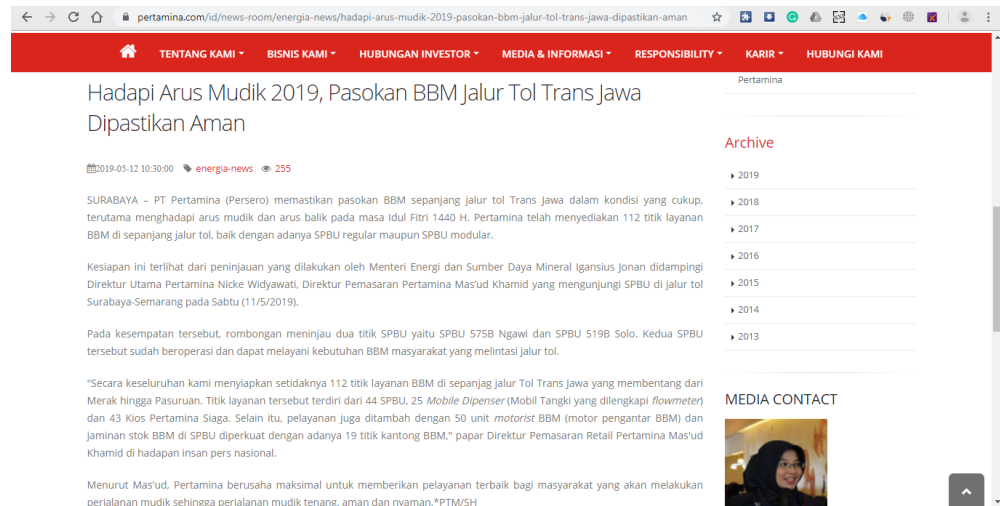 pertamina.com/id/news-room/energia-news/hadapi-arus-mudik-2019-pasokan-bbm-jalur-tol-trans-jawa-dipastikan-aman
TENTANG KAMI
BISNIS KAMI
HUBUNGAN INVESTOR
MEDIA & INFORMASI
RESPONSIBILITY
KARIR
HUBUNGI KAMI
Hadapi Arus Mudik 2019, Pasokan BBM Jalur Tol Trans Jawa
Dipastikan Aman
2019-05-12 10:30:00 energia-news 255
SURABAYA – PT Pertamina (Persero) memastikan pasokan BBM sepanjang jalur tol Trans Jawa dalam kondisi yang cukup,
terutama menghadapi arus mudik dan arus balik pada masa Idul Fitri 1440 H. Pertamina telah menyediakan 112 titik layanan
BBM di sepanjang jalur tol, baik dengan adanya SPBU regular maupun SPBU modular.
Kesiapan ini terlihat dari peninjauan yang dilakukan oleh Menteri Energi dan Sumber Daya Mineral Igansius Jonan didampingi
Direktur Utama Pertamina Nicke Widyawati, Direktur Pemasaran Pertamina Mas'ud Khamid yang mengunjungi SPBU di jalur tol
Surabaya-Semarang pada Sabtu (11/5/2019).
Pada kesempatan tersebut, rombongan meninjau dua titik SPBU yaitu SPBU 575B Ngawi dan SPBU 519B Solo. Kedua SPBU
tersebut sudah beroperasi dan dapat melayani kebutuhan BBM masyarakat yang melintasi jalur tol.
"Secara keseluruhan kami menyiapkan setidaknya 112 titik layanan BBM di sepanjag jalur Tol Trans Jawa yang membentang dari
Merak hingga Pasuruan. Titik layanan tersebut terdiri dari 44 SPBU, 25 Mobile Dipenser (Mobil Tangki yang dilengkapi flowmeter)
dan 43 Kios Pertamina Siaga. Selain itu, pelayanan juga ditambah dengan 50 unit motorist BBM (motor pengantar BBM) dan
jaminan stok BBM di SPBU diperkuat dengan adanya 19 titik kantong BBM," papar Direktur Pemasaran Retail Pertamina Mas'ud
Khamid di hadapan insan pers nasional.
Menurut Mas'ud, Pertamina berusaha maksimal untuk memberikan pelayanan terbaik bagi masyarakat yang akan melakukan
perjalanan mudik sehingga perjalanan mudik tenang, aman dan nyaman.*PTM/SH
Pertamina
Archive
2019
2018
2017
2016
2015
2014
2013
MEDIA CONTACT